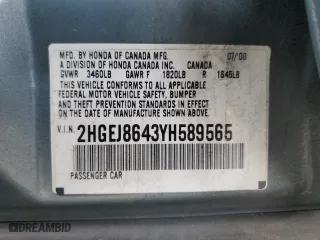 MFD. BY HONDA OF CANADA MFG. 07/00
A DIVISION OF HONDA CANADA INC. CANADA
GVWR 3460LB GAWR F 1820LB R 1645LB
THIS VEHICLE CONFORMS TO ALL APPLICABLE
FEDERAL MOTOR VEHICLE SAFETY, BUMPER
AND THEFT PREVENTION STANDARDS IN EFFECT
ON THE DATE OF MANUFACTURE SHOWN ABOVE.
V.I.N. 2HGEJ8643YH589565
PASSENGER CAR
DREAMBID